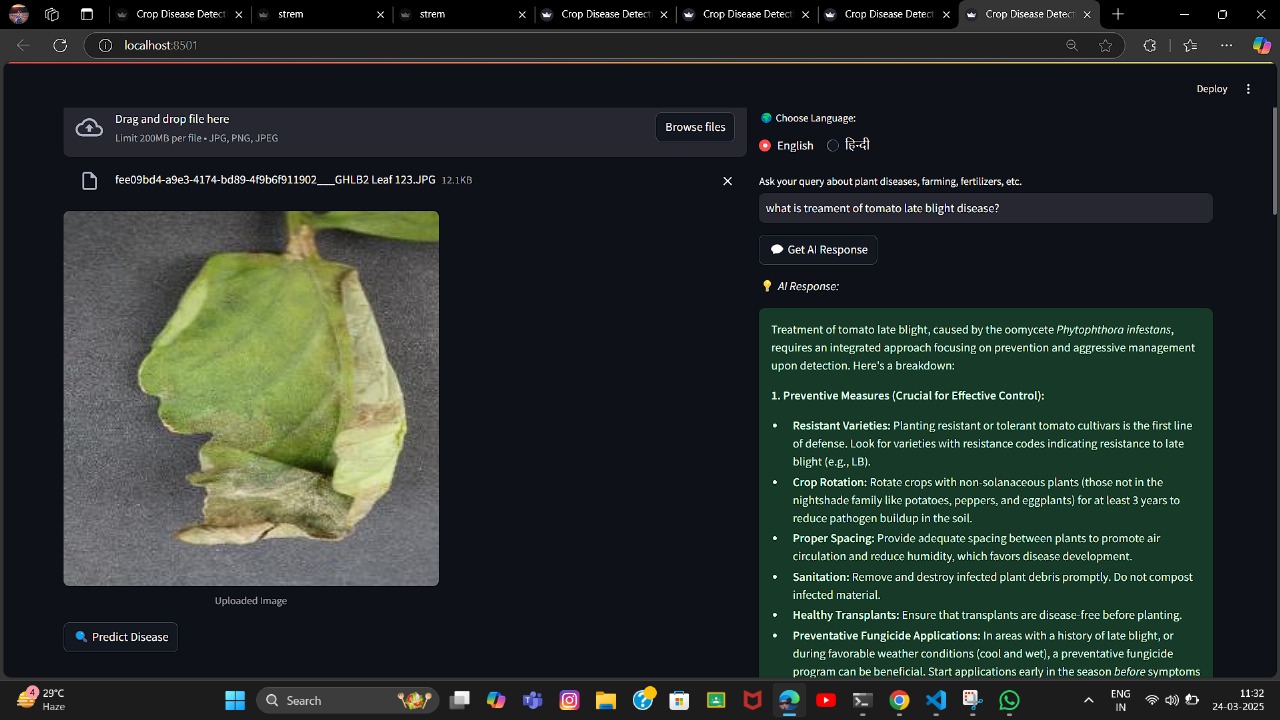 Crop Disease Detect
strem
strem
Crop Disease Detect
Crop Disease Detect
Crop Disease Detect
Crop Disease Detect
localhost:8501
Deploy
Drag and drop file here
Limit 200MB per file • JPG, PNG, JPEG
Browse files
fee09bd4-a9e3-4174-bd89-4f9b6f911902___GHLB2 Leaf 123.JPG 12.1KB
Uploaded Image
Predict Disease
Choose Language:
English
हिन्दी
Ask your query about plant diseases, farming, fertilizers, etc.
what is treament of tomato late blight disease?
Get AI Response
AI Response:
Treatment of tomato late blight, caused by the oomycete Phytophthora infestans,
requires an integrated approach focusing on prevention and aggressive management
upon detection. Here's a breakdown:
1. Preventive Measures (Crucial for Effective Control):
• Resistant Varieties: Planting resistant or tolerant tomato cultivars is the first line
of defense. Look for varieties with resistance codes indicating resistance to late
blight (e.g., LB).
• Crop Rotation: Rotate crops with non-solanaceous plants (those not in the
nightshade family like potatoes, peppers, and eggplants) for at least 3 years to
reduce pathogen buildup in the soil.
• Proper Spacing: Provide adequate spacing between plants to promote air
circulation and reduce humidity, which favors disease development.
• Sanitation: Remove and destroy infected plant debris promptly. Do not compost
infected material.
• Healthy Transplants: Ensure that transplants are disease-free before planting.
• Preventative Fungicide Applications: In areas with a history of late blight, or
during favorable weather conditions (cool and wet), a preventative fungicide
program can be beneficial. Start applications early in the season before symptoms
4
29°C
Haze
Search
ENG
IN
11:32
24-03-2025